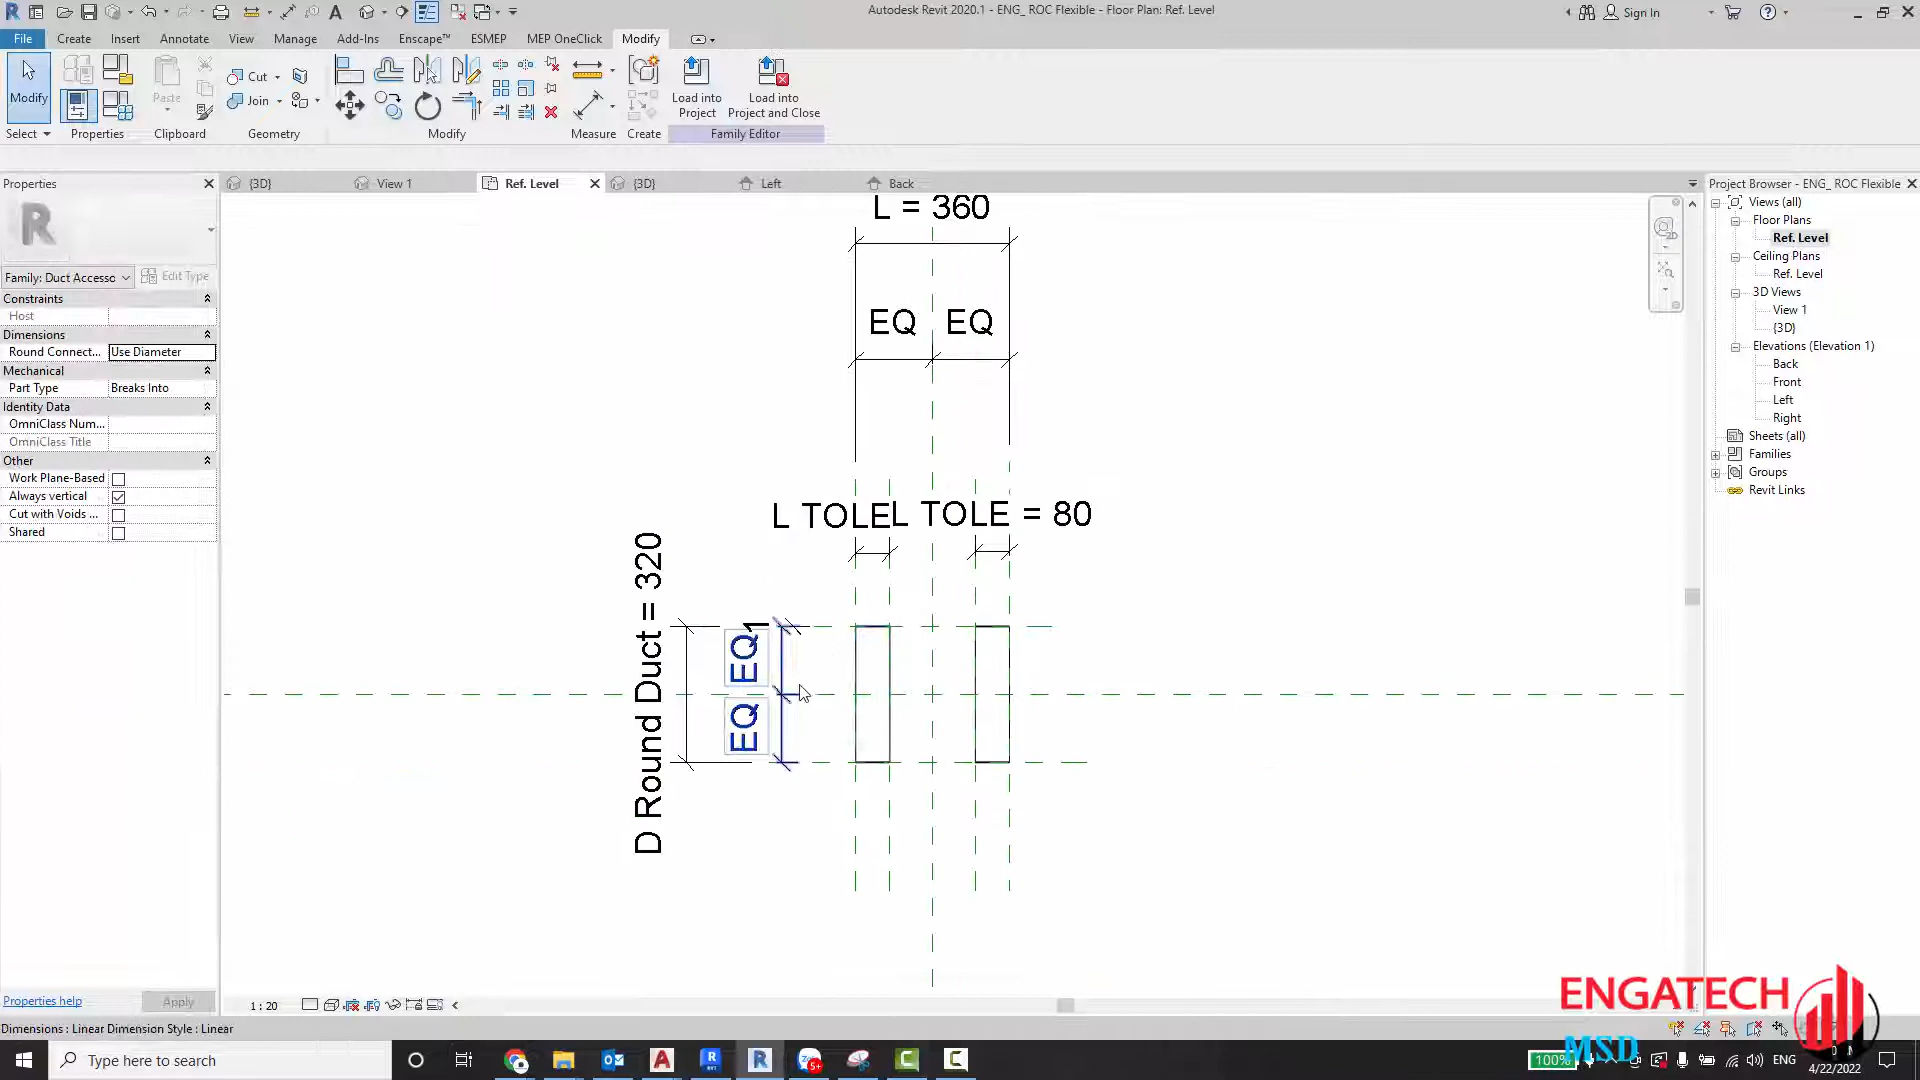 Autodesk Revit 2020.1 - ENG_ ROC Flexible - Floor Plan: Ref. Level
Sign In
File Create Insert Annotate View Manage Add-Ins Enscape™ ESMEP MEP OneClick Modify
Modify
Paste
Cut
Join
Load into Project
Load into Project and Close
Select Properties Clipboard Geometry Modify Measure Create Family Editor
Properties
{3D} View 1 Ref. Level {3D} Left Back
Project Browser - ENG_ ROC Flexible
Family: Duct Accesso
Edit Type
Constraints
Host
Dimensions
Round Connect... Use Diameter
Mechanical
Part Type Breaks Into
Identity Data
OmniClass Num...
OmniClass Title
Other
Work Plane-Based
Always vertical
Cut with Voids ...
Shared
Properties help
Apply
L = 360
EQ EQ
L TOLE
L TOLE = 80
D Round Duct = 320
EQ
EQ
1
2D
Views (all)
Floor Plans
Ref. Level
Ceiling Plans
Ref. Level
3D Views
View 1
{3D}
Elevations (Elevation 1)
Back
Front
Left
Right
Sheets (all)
Families
Groups
Revit Links
1 : 20
Dimensions : Linear Dimension Style : Linear
ENGATECH
MSD
Type here to search
100%
ENG
4/22/2022